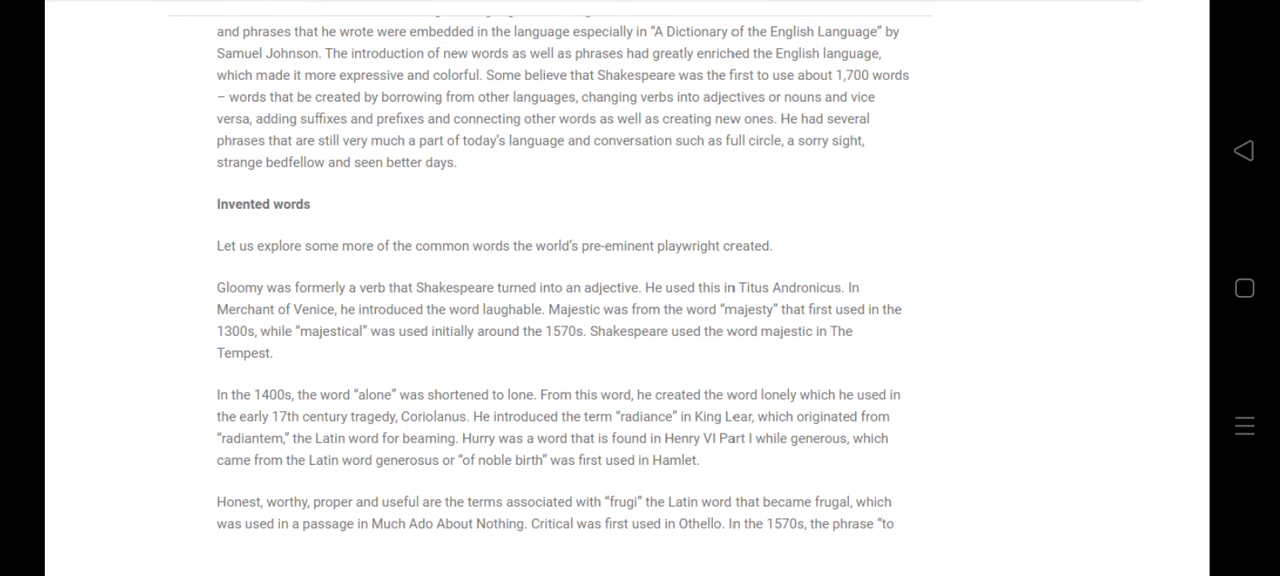 and phrases that he wrote were embedded in the language especially in “A Dictionary of the English Language” by
Samuel Johnson. The introduction of new words as well as phrases had greatly enriched the English language,
which made it more expressive and colorful. Some believe that Shakespeare was the first to use about 1,700 words
– words that be created by borrowing from other languages, changing verbs into adjectives or nouns and vice
versa, adding suffixes and prefixes and connecting other words as well as creating new ones. He had several
phrases that are still very much a part of today’s language and conversation such as full circle, a sorry sight,
strange bedfellow and seen better days.
Invented words
Let us explore some more of the common words the world’s pre-eminent playwright created.
Gloomy was formerly a verb that Shakespeare turned into an adjective. He used this in Titus Andronicus. In
Merchant of Venice, he introduced the word laughable. Majestic was from the word “majesty” that first used in the
1300s, while “majestical” was used initially around the 1570s. Shakespeare used the word majestic in The
Tempest.
In the 1400s, the word “alone” was shortened to lone. From this word, he created the word lonely which he used in
the early 17th century tragedy, Coriolanus. He introduced the term “radiance” in King Lear, which originated from
“radiantem,” the Latin word for beaming. Hurry was a word that is found in Henry VI Part I while generous, which
came from the Latin word generosus or “of noble birth” was first used in Hamlet.
Honest, worthy, proper and useful are the terms associated with “frugi” the Latin word that became frugal, which
was used in a passage in Much Ado About Nothing. Critical was first used in Othello. In the 1570s, the phrase “to